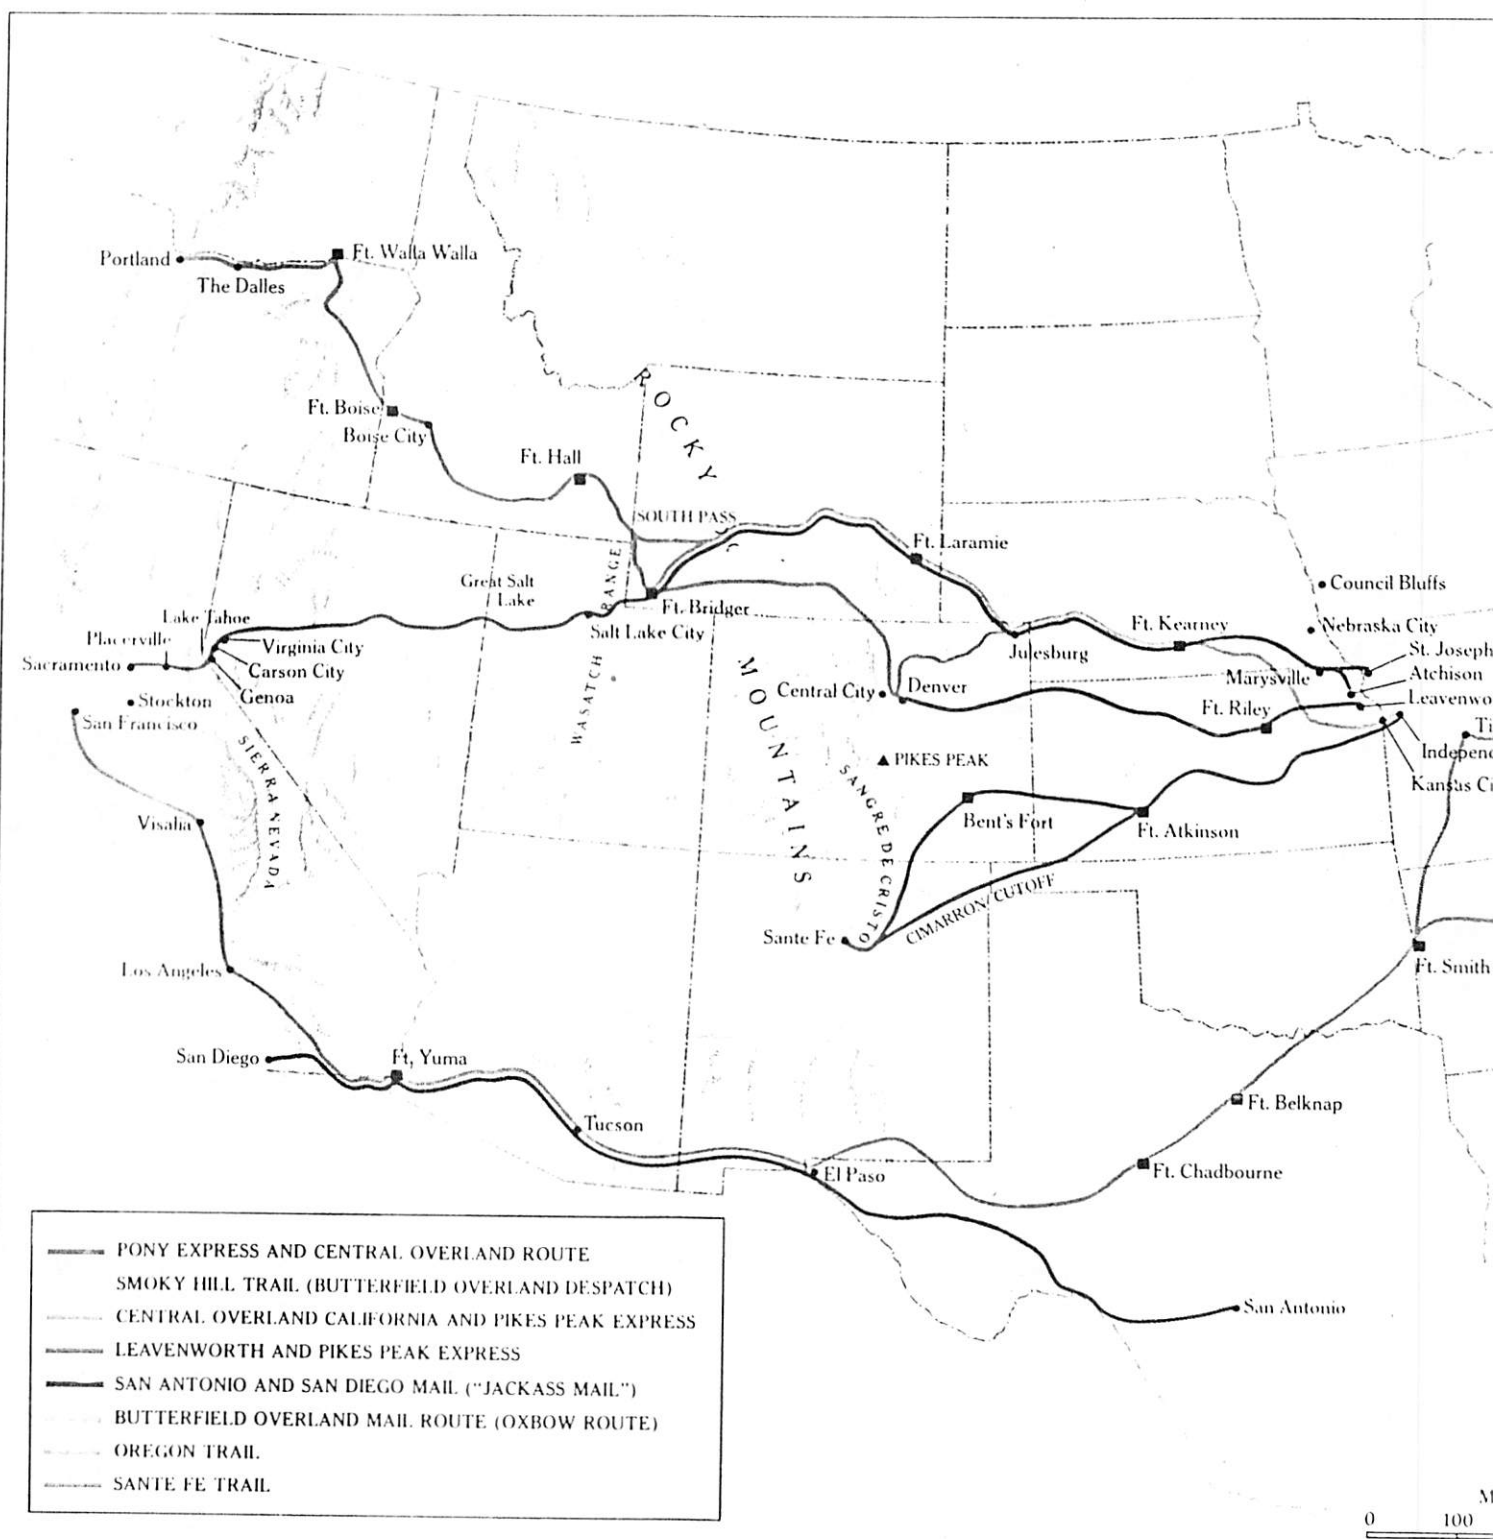 Portland
Ft. Walla Walla
The Dalles
ROCKY
Ft. Boise
Boise City
Ft. Hall
SOUTH PASS
Ft. Laramie
Great Salt
Lake
WASATCH RANGE
Ft. Bridger
Council Bluffs
Lake Tahoe
Placerville
Virginia City
Salt Lake City
Ft. Kearney
Nebraska City
Sacramento
Carson City
Julesburg
Marysville
St. Joseph
Atchison
Genoa
Stockton
Central City
Denver
Leavenwo
Ft. Riley
San Francisco
MOUNTAINS
Ti
SIERRA NEVADA
PIKES PEAK
Independ
Kansas Ci
SANGRE DE CRISTO
Visalia
Bent's Fort
Ft. Atkinson
CIMARRON CUTOFF
Sante Fe
Los Angeles
Ft. Smith
San Diego
Ft, Yuma
Tucson
Ft. Belknap
El Paso
Ft. Chadbourne
San Antonio
PONY EXPRESS AND CENTRAL OVERLAND ROUTE
SMOKY HILL TRAIL (BUTTERFIELD OVERLAND DESPATCH)
CENTRAL OVERLAND CALIFORNIA AND PIKES PEAK EXPRESS
LEAVENWORTH AND PIKES PEAK EXPRESS
SAN ANTONIO AND SAN DIEGO MAIL ("JACKASS MAIL")
BUTTERFIELD OVERLAND MAIL ROUTE (OXBOW ROUTE)
OREGON TRAIL
SANTE FE TRAIL
M
0 100